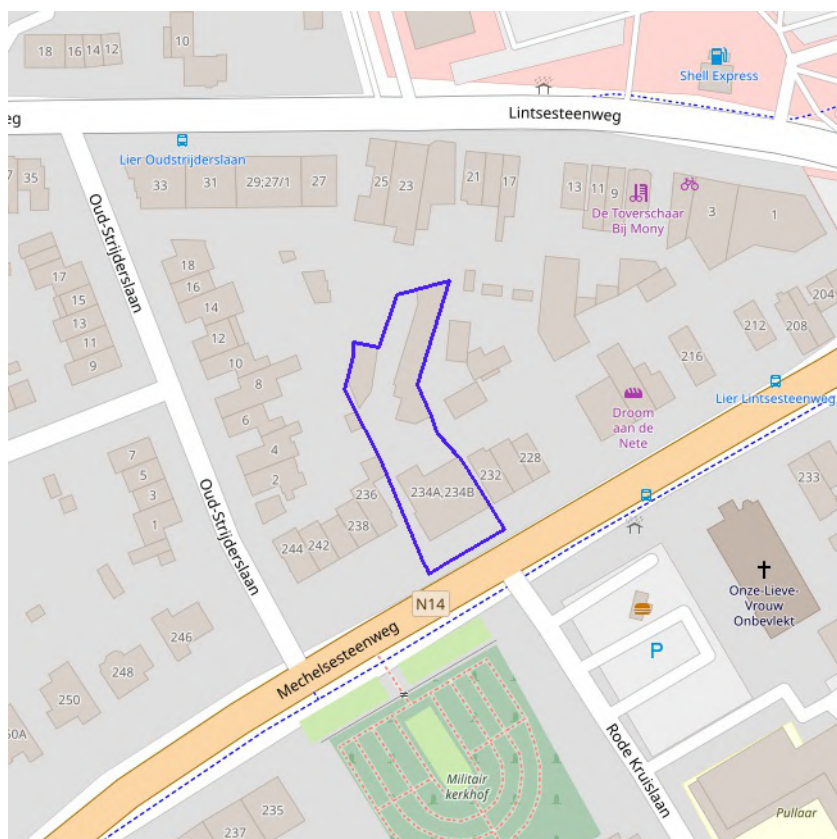 18
16
14
12
10
Shell Express
eg
Lintsesteenweg
Lier Oudstrijderslaan
35
33
31
29;27/1
27
25
23
21
17
13
11
9
De Toverschaar
Bij Mony
3
1
Oud-Strijderslaan
17
15
13
11
9
18
16
14
12
10
8
6
4
2
204
208
212
216
Lier Lintsesteenweg
Droom
aan de
Nete
7
5
3
1
Oud-Strijderslaan
236
238
242
244
234A,234B
232
228
233
Onze-Lieve-
Vrouw
Onbevlekt
N14
Mechelsesteenweg
P
246
248
250
50A
Rode Kruislaan
Militair
kerkhof
235
237
Pullaar